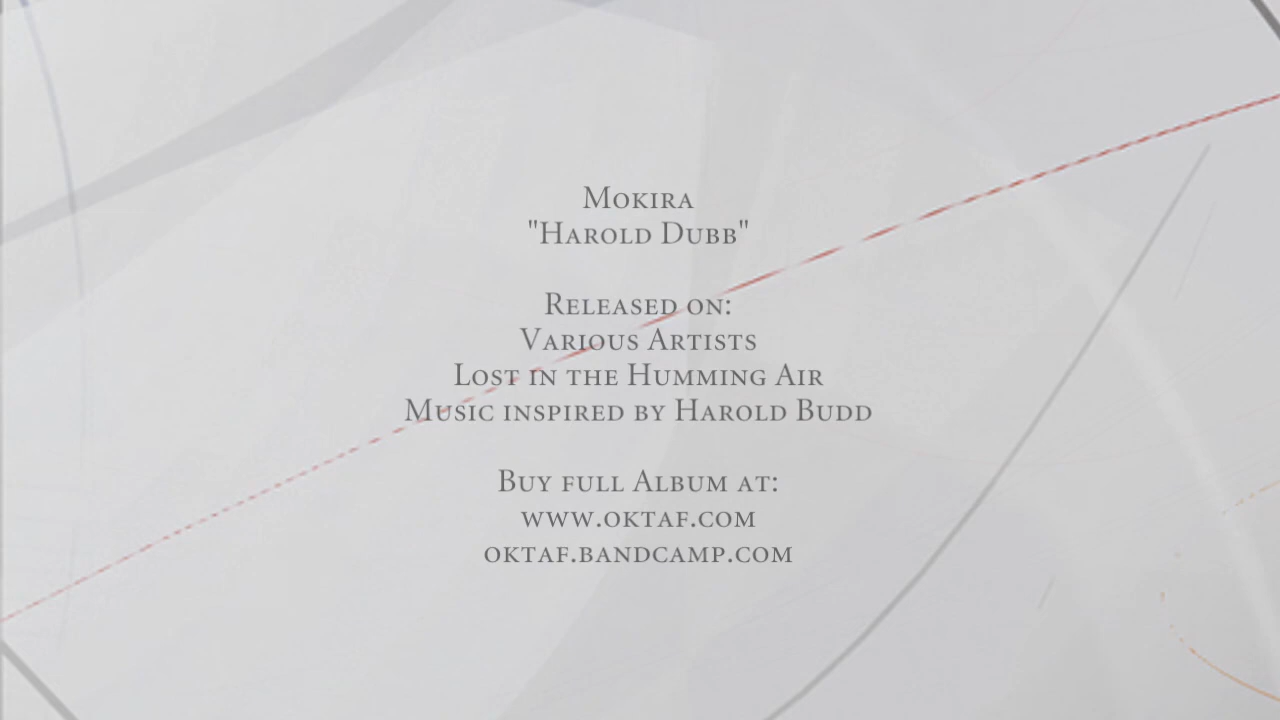 Mokira
"Harold Dubb"
Released on:
Various Artists
Lost in the Humming Air
Music inspired by Harold Budd
Buy full Album at:
www.oktaf.com
oktaf.bandcamp.com